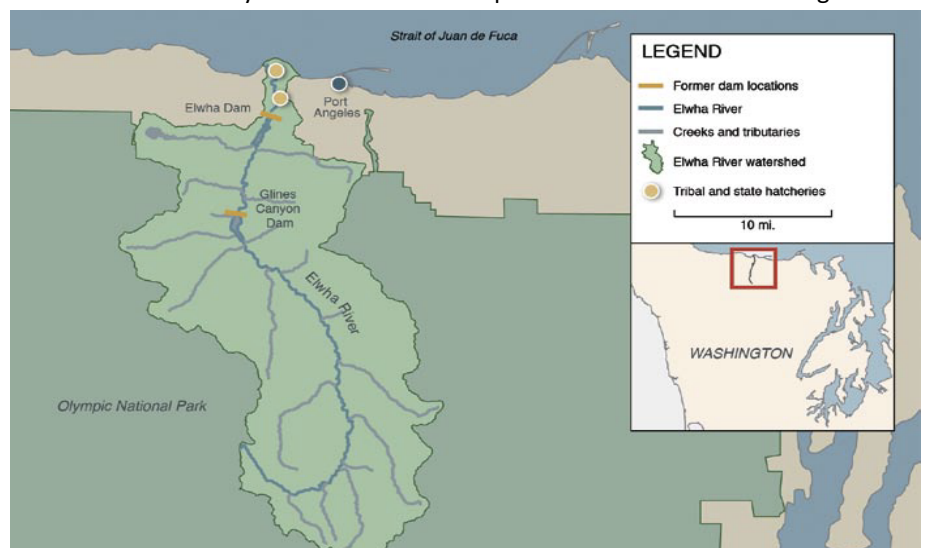 Strait of Juan de Fuca
LEGEND
Former dam locations
Elwha River
Creeks and tributaries
Elwha River watershed
Tribal and state hatcheries
10 mi.
Elwha Dam
Port
Angeles
Glines
Canyon
Dam
Elwha River
Olympic National Park
WASHINGTON